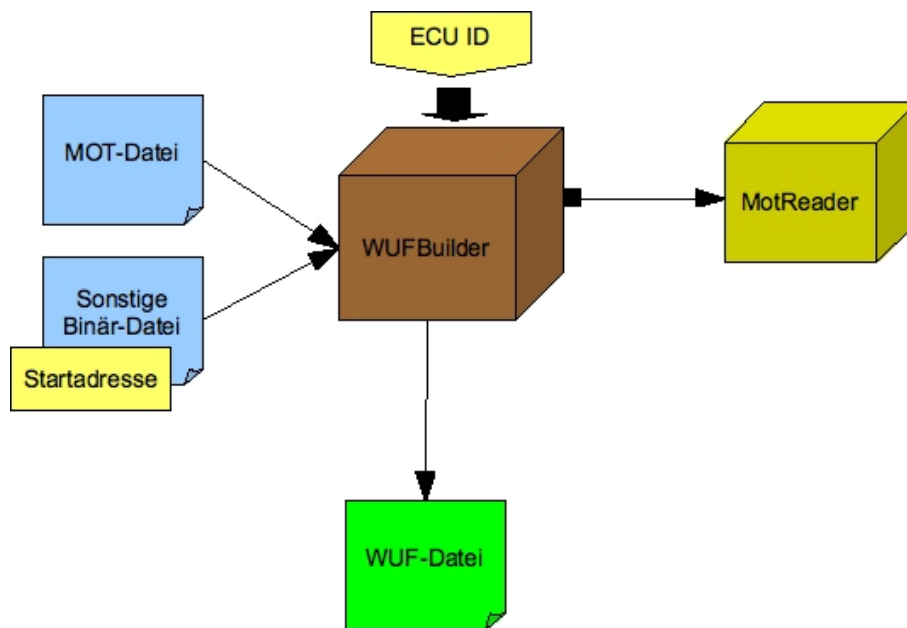 ECU ID
MOT-Datei
MotReader
WUFBuilder
Sonstige
Binär-Datei
Startadresse
WUF-Datei